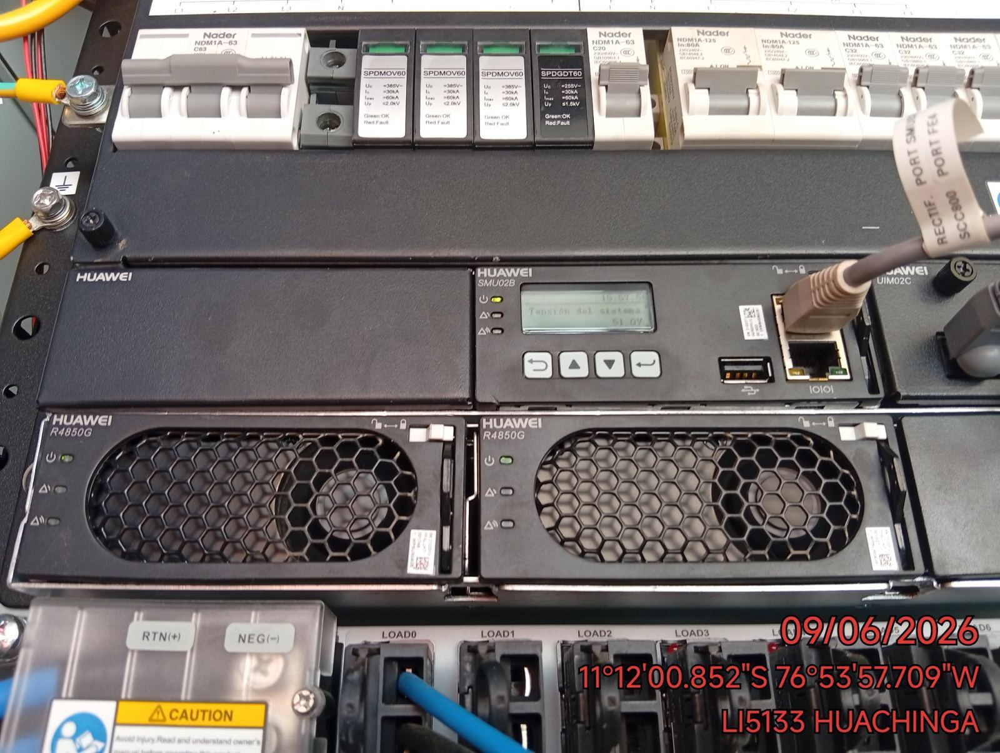 L1 L2 L3 N
Nader
NDM1A-63
C63
SPDMOV60
Uc =385V~
In =30kA
Imax =60kA
Up ≤2.0kV
Green:OK
Red:Fault
SPDMOV60
Uc =385V~
In =30kA
Imax =60kA
Up ≤2.0kV
Green:OK
Red:Fault
SPDMOV60
Uc =385V~
In =30kA
Imax =60kA
Up ≤2.0kV
Green:OK
Red:Fault
SPDGDT60
Uc =255V~
In =30kA
Imax =60kA
Up ≤1.5kV
Green:OK
Red:Fault
Nader
NDM1A-63
C20
Nader
NDM1A-125
In:80A
Nader
NDM1A-125
In:80A
Nader
NDM1A-63
C32
Nader
NDM1A-63
C32
Nader
NDM1A-63
C32
RECTIF. PORT SMU
SCC800 PORT FE4
HUAWEI
HUAWEI
SMU02B
Tensión del sistema
51.0V
HUAWEI
UIM02C
HUAWEI
R4850G
HUAWEI
R4850G
RTN(+)
NEG(-)
LOAD0
LOAD1
LOAD2
LOAD3
CAUTION
Avoid Injury.Read and understand owner's
09/06/2026
11°12'00.852"S 76°53'57.709"W
LI5133 HUACHINGA